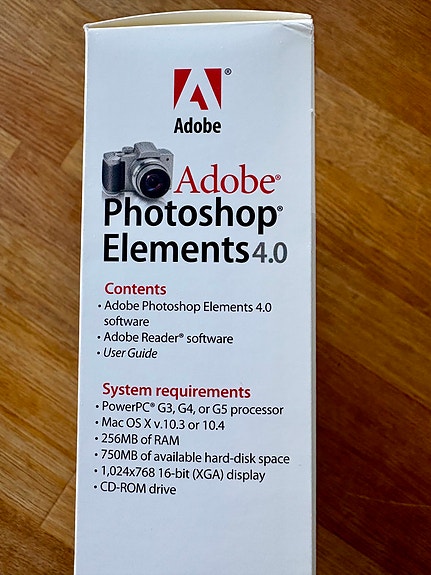 ®
Adobe
Adobe®
Photoshop®
Elements 4.0
Contents
• Adobe Photoshop Elements 4.0
software
• Adobe Reader® software
• User Guide
System requirements
• PowerPC® G3, G4, or G5 processor
• Mac OS X v.10.3 or 10.4
• 256MB of RAM
• 750MB of available hard-disk space
• 1,024x768 16-bit (XGA) display
• CD-ROM drive